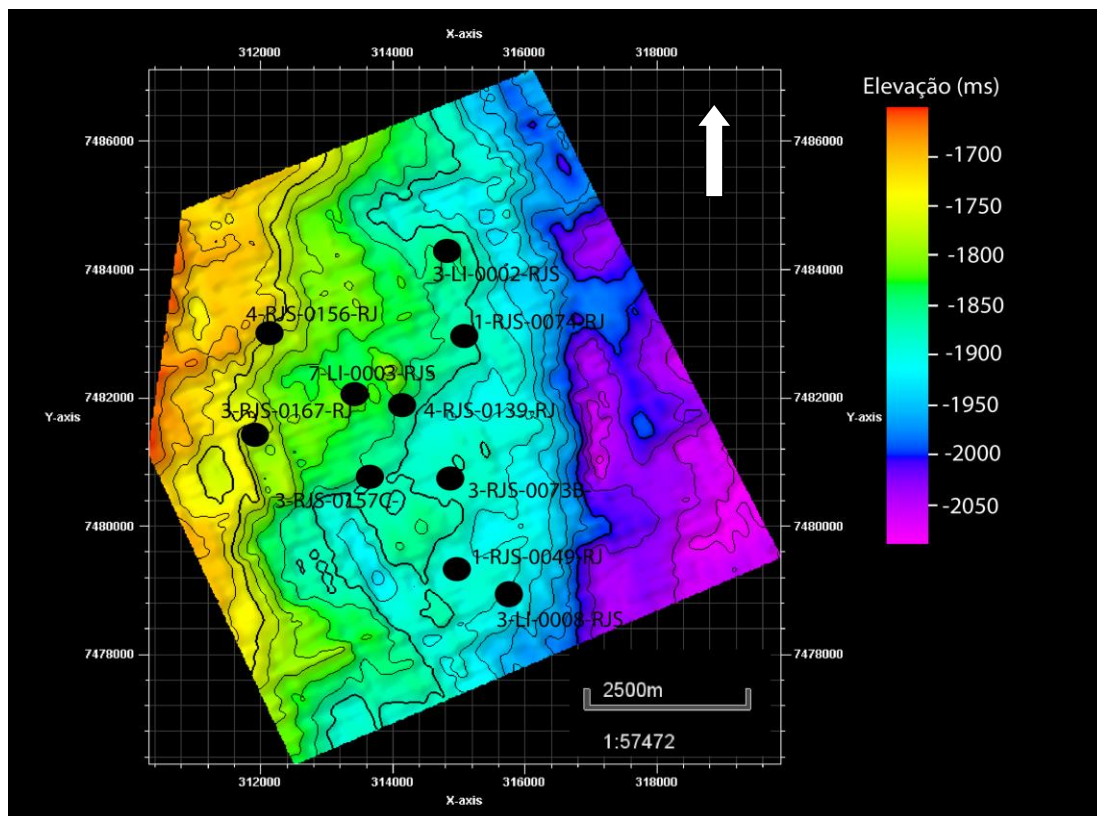 X-axis
312000 314000 316000 318000
Elevação (ms)
7486000 7486000
-1700
-1750
-1800
-1850
-1900
-1950
-2000
-2050
7484000 7484000
3-LI-0002-RJS
4-RJS-0156-RJ
1-RJS-0074-RJ
7-LI-0003-RJS
7482000 7482000
3-RJS-0167-RJ
4-RJS-0139-RJ
Y-axis Y-axis
3-RJS-0157C-
3-RJS-0073B-
7480000 7480000
1-RJS-0049-RJ
3-LI-0008-RJS
7478000 7478000
2500m
1:57472
312000 314000 316000 318000
X-axis